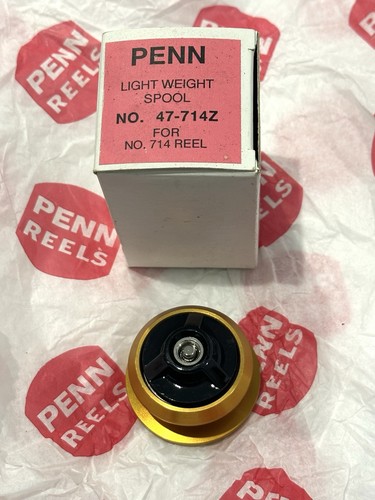 PENN
LIGHT WEIGHT
SPOOL
NO. 47-714Z
FOR
NO. 714 REEL
PENN
REELS
PENN
REELS
PENN
REELS
PENN
REELS
PENN